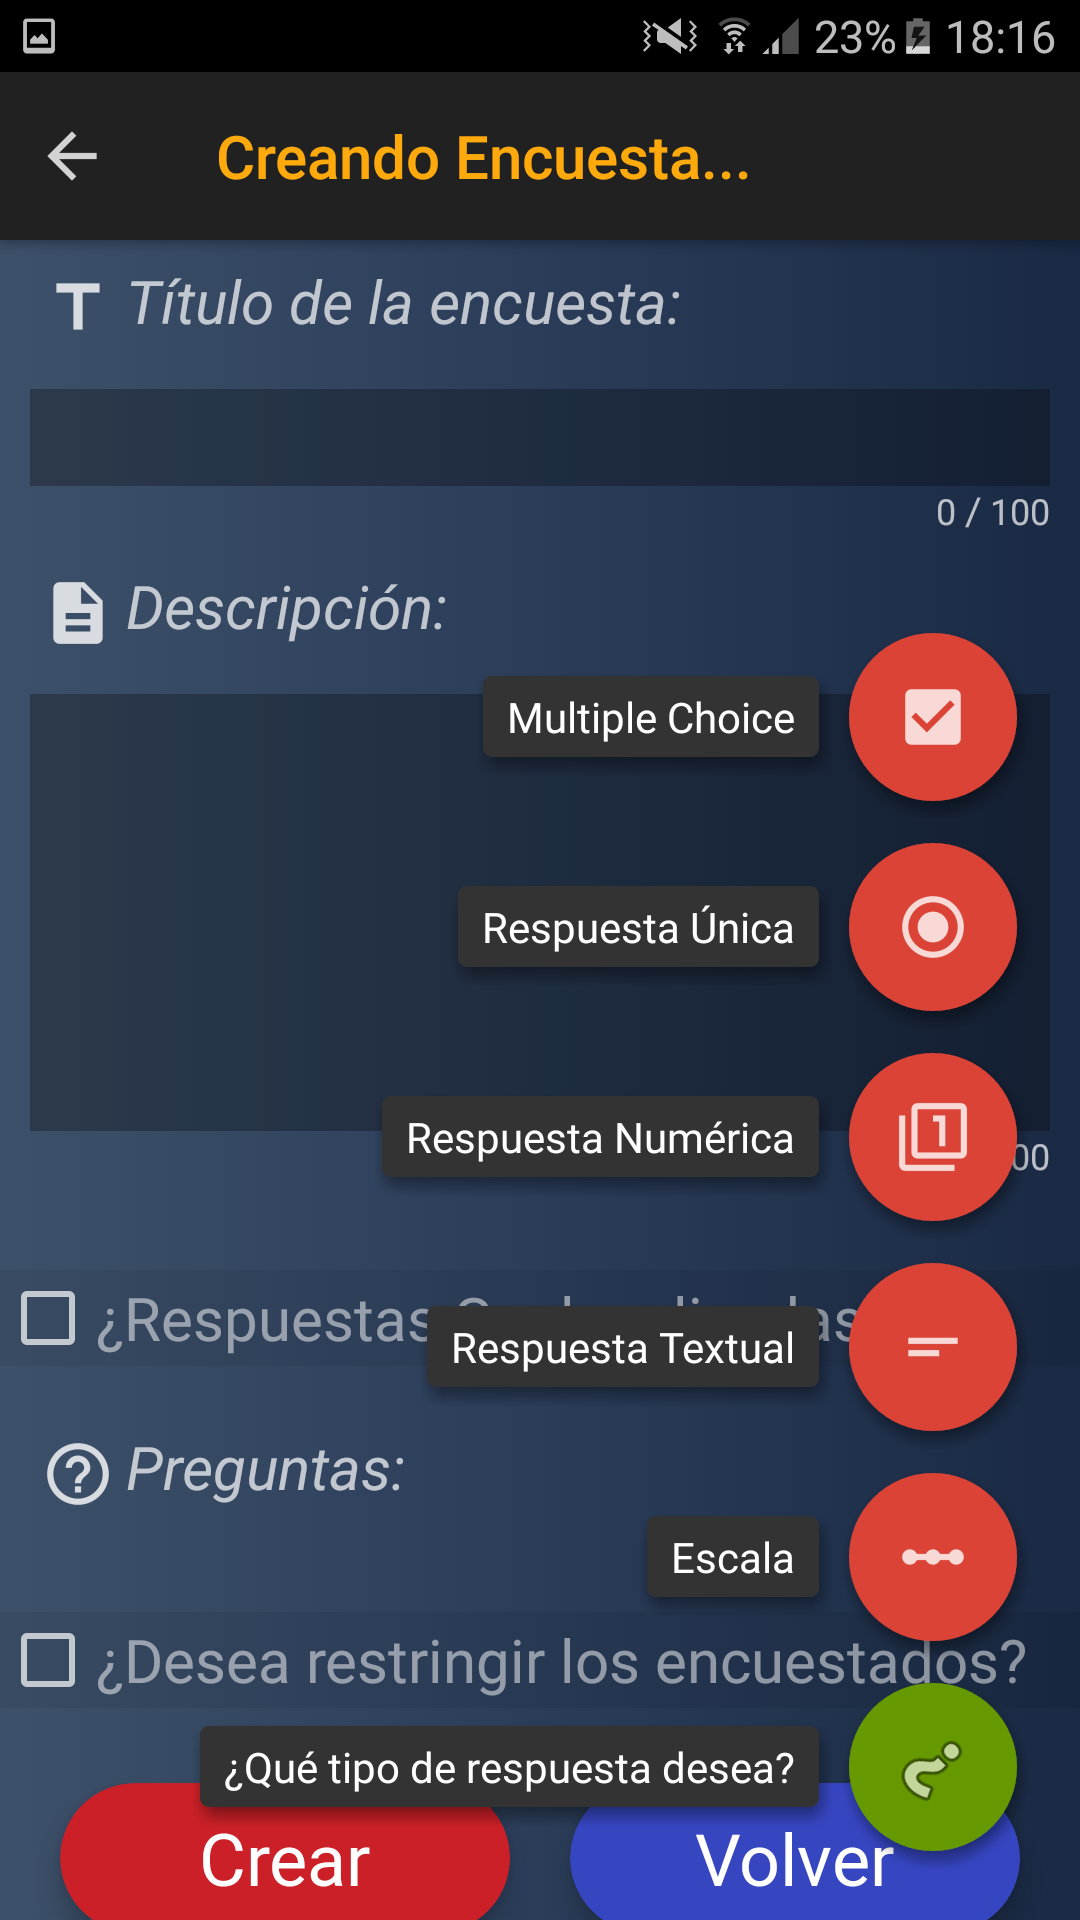 23% 18:16
Creando Encuesta...
Título de la encuesta:
0 / 100
Descripción:
Multiple Choice
Respuesta Única
Respuesta Numérica
00
¿Respuestas
Respuesta Textual
Preguntas:
Escala
¿Desea restringir los encuestados?
¿Qué tipo de respuesta desea?
Crear
Volver